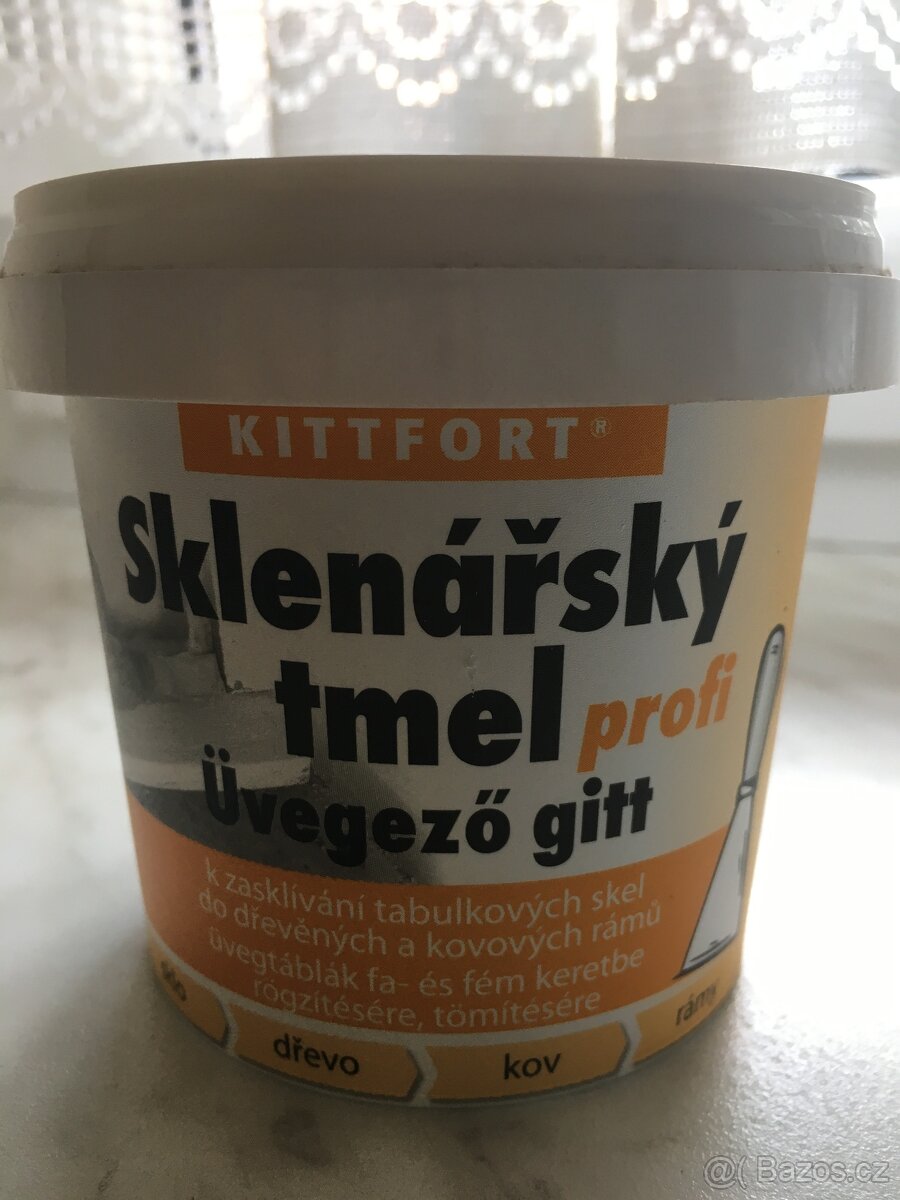 KITTFORT®
Sklenářský
tmel profi
Üvegező gitt
k zasklívání tabulkových skel
do dřevěných a kovových rámů
üvegtáblák fa- és fém keretbe
rögzítésére, tömítésére
dřevo
kov
rámy
@( Bazos.cz